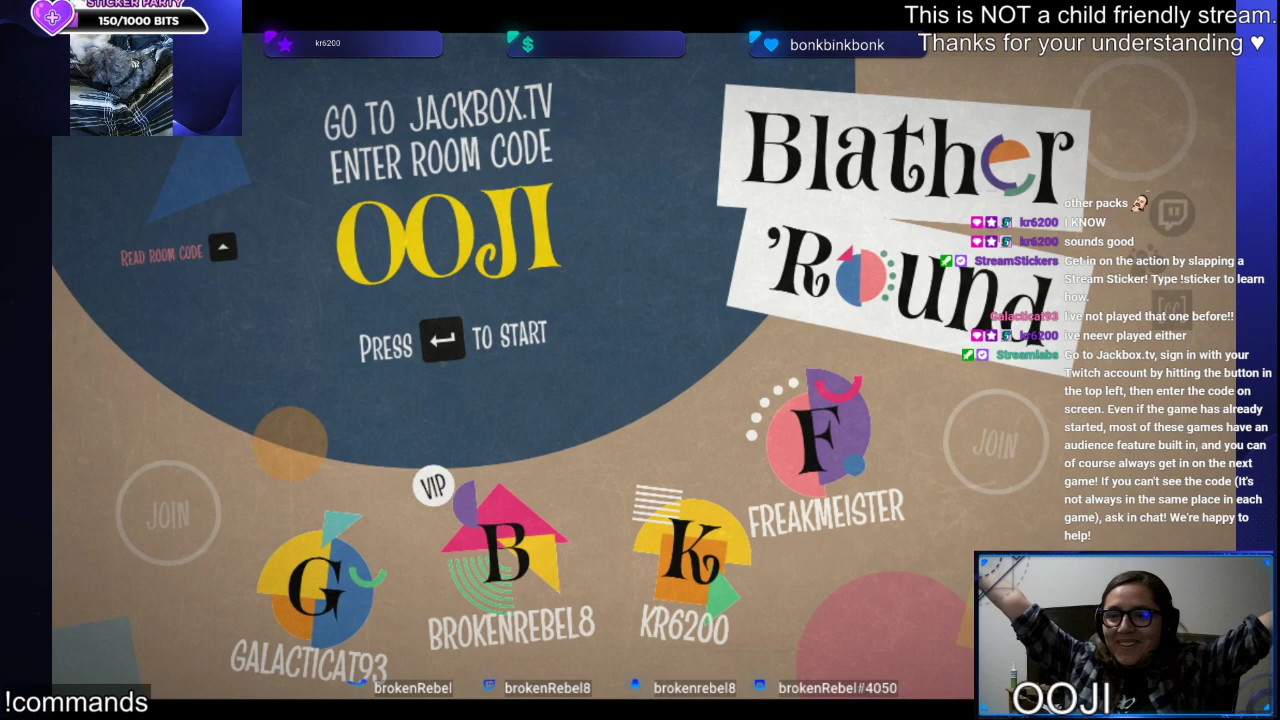 STICKER PARTY
150/1000 BITS
kr6200
bonkbinkbonk
This is NOT a child friendly stream.
Thanks for your understanding ♥
GO TO JACKBOX.TV
ENTER ROOM CODE
OOJI
READ ROOM CODE
PRESS TO START
Blather
'Round
other packs
kr6200 I KNOW
kr6200 sounds good
StreamStickers Get in on the action by slapping a
Stream Sticker! Type !sticker to learn
how.
Galacticat93 I've not played that one before!!
kr6200 ive neevr played either
Streamlabs Go to Jackbox.tv, sign in with your
Twitch account by hitting the button in
the top left, then enter the code on
screen. Even if the game has already
started, most of these games have an
audience feature built in, and you can
of course always get in on the next
game! If you can't see the code (It's
not always in the same place in each
game), ask in chat! We're happy to
help!
JOIN
G
GALACTICAT93
VIP
B
BROKENREBEL8
K
KR6200
F
FREAKMEISTER
JOIN
!commands
brokenRebel
brokenRebel8
brokenrebel8
brokenRebel#4050
OOJI